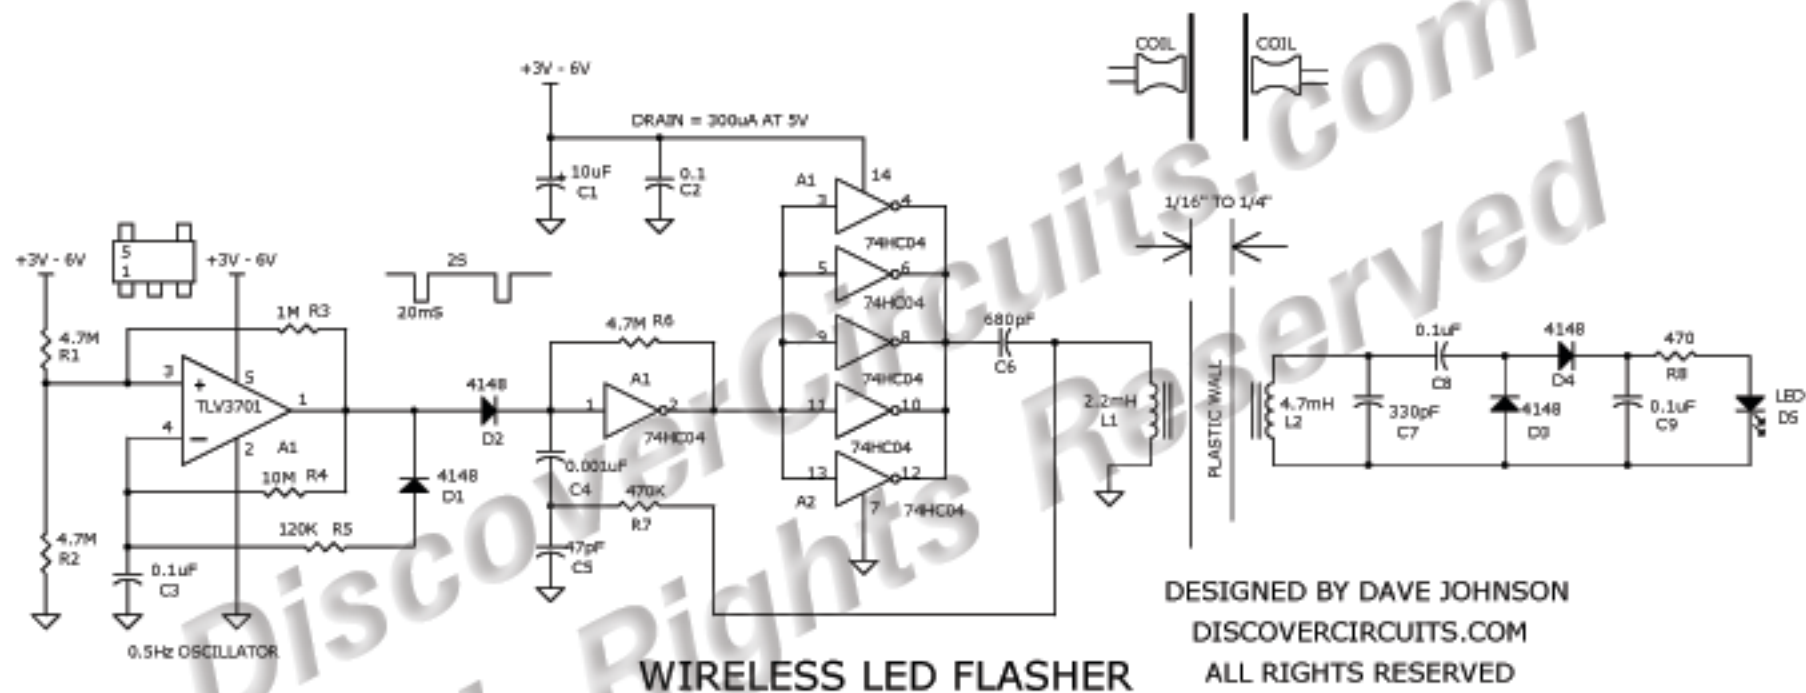 COIL
COIL
+3V - 6V
DRAIN = 300uA AT 5V
10uF
C1
0.1
C2
A1
14
3
4
74HC04
5
6
74HC04
9
8
74HC04
11
10
74HC04
13
12
A2
7
74HC04
1/16" TO 1/4"
+3V - 6V
5
1
+3V - 6V
2S
20mS
1M R3
4.7M
R1
3
+
5
TLV3701
1
4
-
2
A1
10M R4
4148
D1
120K R5
4.7M
R2
0.1uF
C3
0.5Hz OSCILLATOR
4148
D2
4.7M R6
A1
1
2
74HC04
0.001uF
C4
470K
R7
47pF
C5
680pF
C6
2.2mH
L1
PLASTIC WALL
4.7mH
L2
330pF
C7
0.1uF
C8
4148
D4
4148
D3
0.1uF
C9
470
R8
LED
D5
WIRELESS LED FLASHER
DESIGNED BY DAVE JOHNSON
DISCOVERCIRCUITS.COM
ALL RIGHTS RESERVED
DiscoverCircuits.com
Rights Reserved